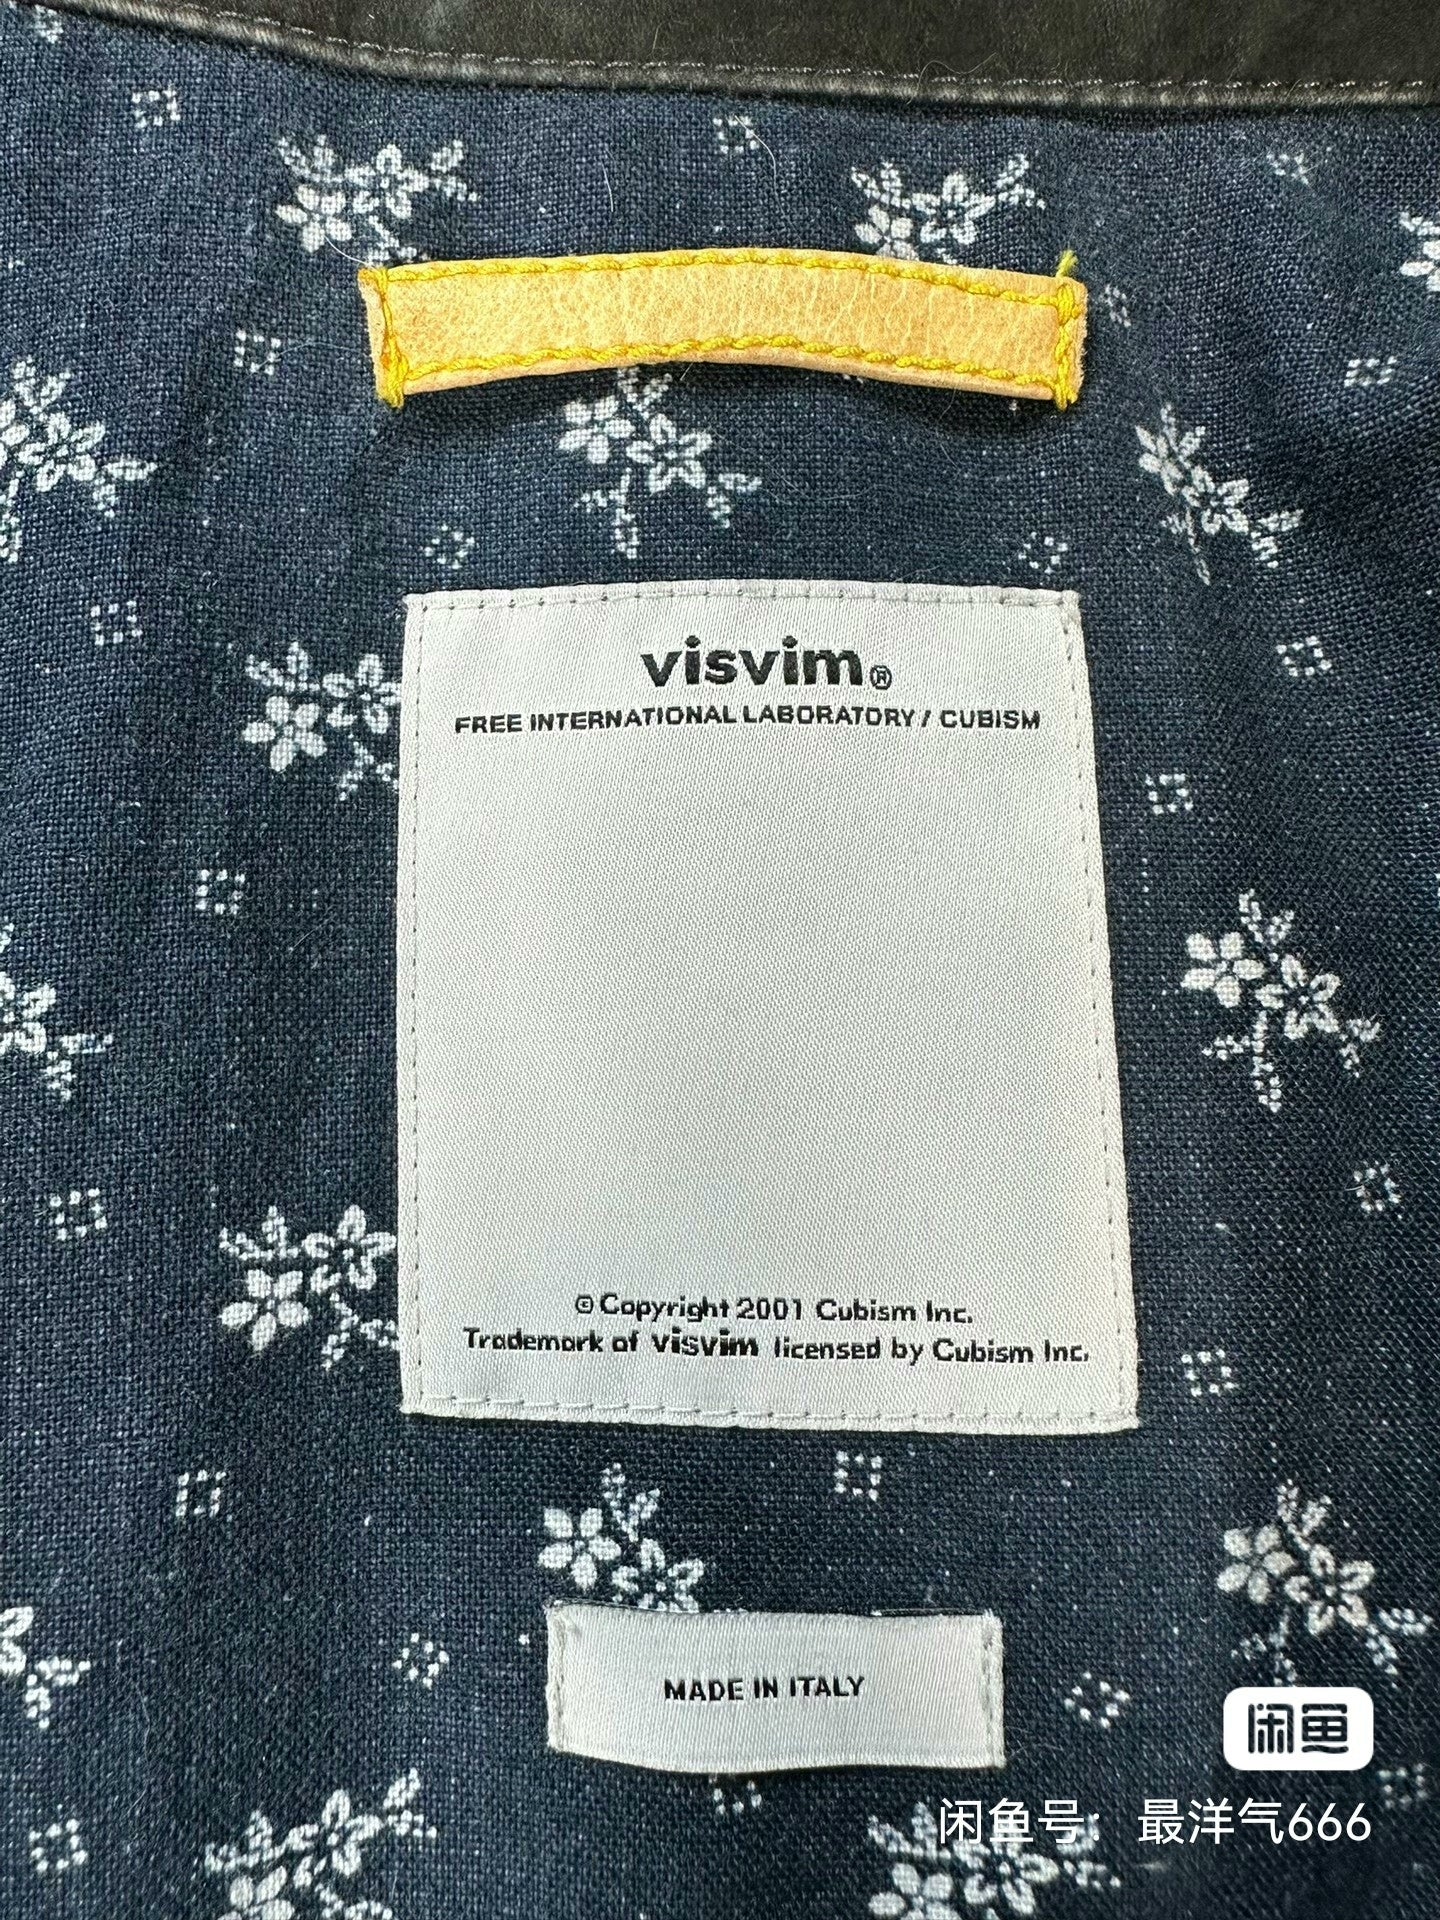 visvim®
FREE INTERNATIONAL LABORATORY / CUBISM
© Copyright 2001 Cubism Inc.
Trademark of visvim licensed by Cubism Inc.
MADE IN ITALY
闲鱼
闲鱼号：最洋气666